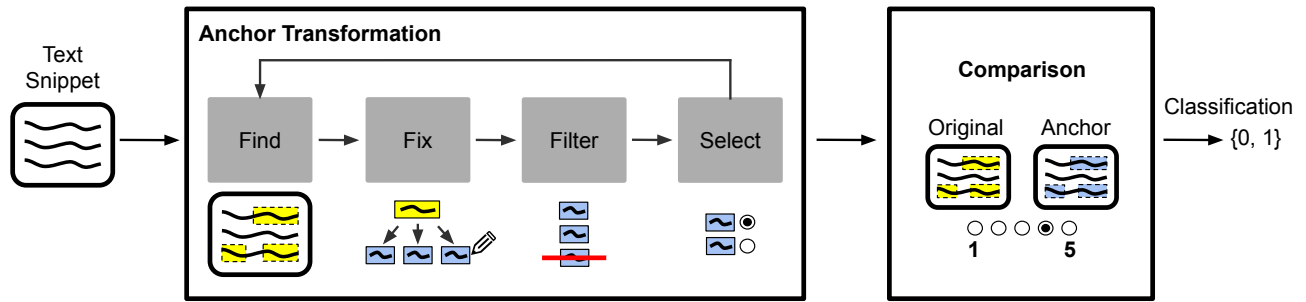 Text
Snippet
Anchor Transformation
Find
Fix
Filter
Select
Comparison
Original
Anchor
1
5
Classification
{0, 1}